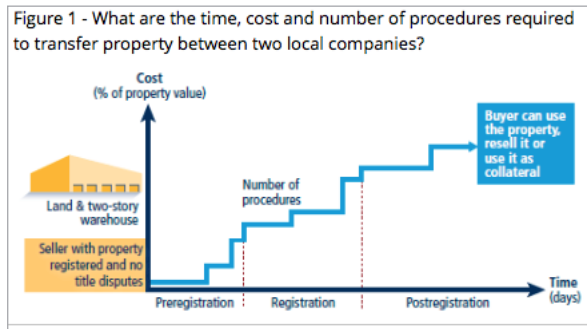 Figure 1 - What are the time, cost and number of procedures required
to transfer property between two local companies?
Cost
(% of property value)
Buyer can use
the property,
resell it or
use it as
collateral
Number of
procedures
Land & two-story
warehouse
Seller with property
registered and no
title disputes
Time
(days)
Preregistration
Registration
Postregistration